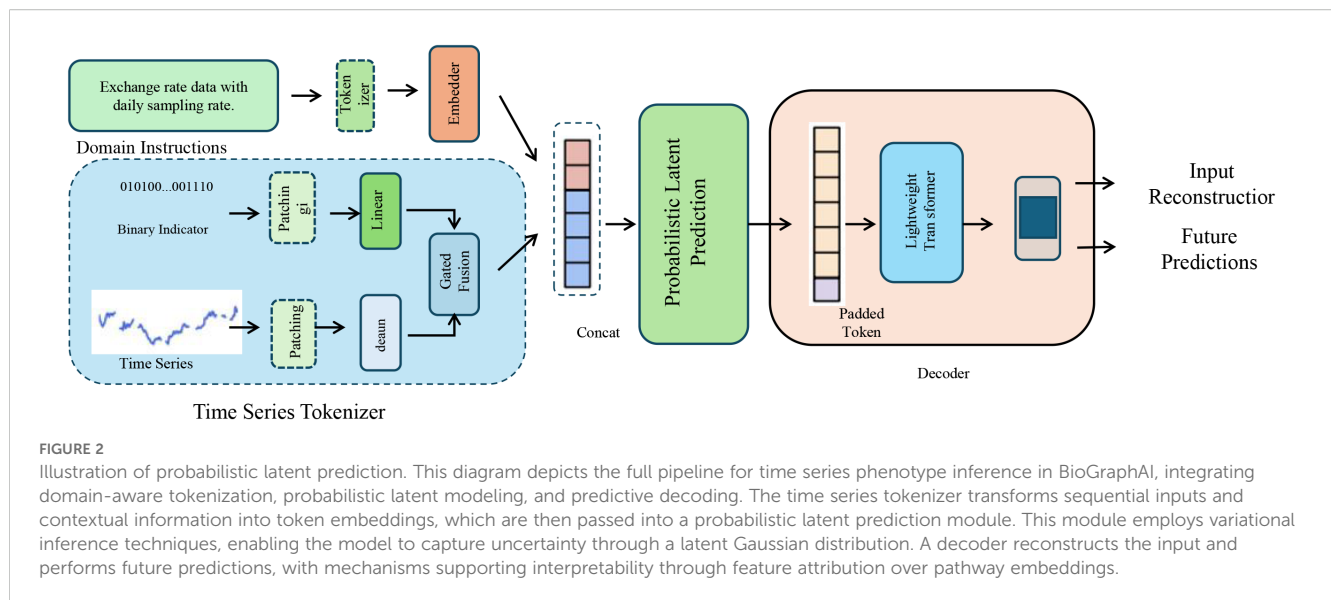 Exchange rate data with
daily sampling rate.
Token
izer
Embedder
Domain Instructions
010100...001110
Binary Indicator
Patchin
gi
Linear
Gated
Fusion
Time Series
Patching
deaun
Time Series Tokenizer
Concat
Probabilistic Latent
Prediction
Padded
Token
Lightweight
Tran sformer
Decoder
Input
Reconstructior
Future
Predictions
FIGURE 2
Illustration of probabilistic latent prediction. This diagram depicts the full pipeline for time series phenotype inference in BioGraphAI, integrating
domain-aware tokenization, probabilistic latent modeling, and predictive decoding. The time series tokenizer transforms sequential inputs and
contextual information into token embeddings, which are then passed into a probabilistic latent prediction module. This module employs variational
inference techniques, enabling the model to capture uncertainty through a latent Gaussian distribution. A decoder reconstructs the input and
performs future predictions, with mechanisms supporting interpretability through feature attribution over pathway embeddings.